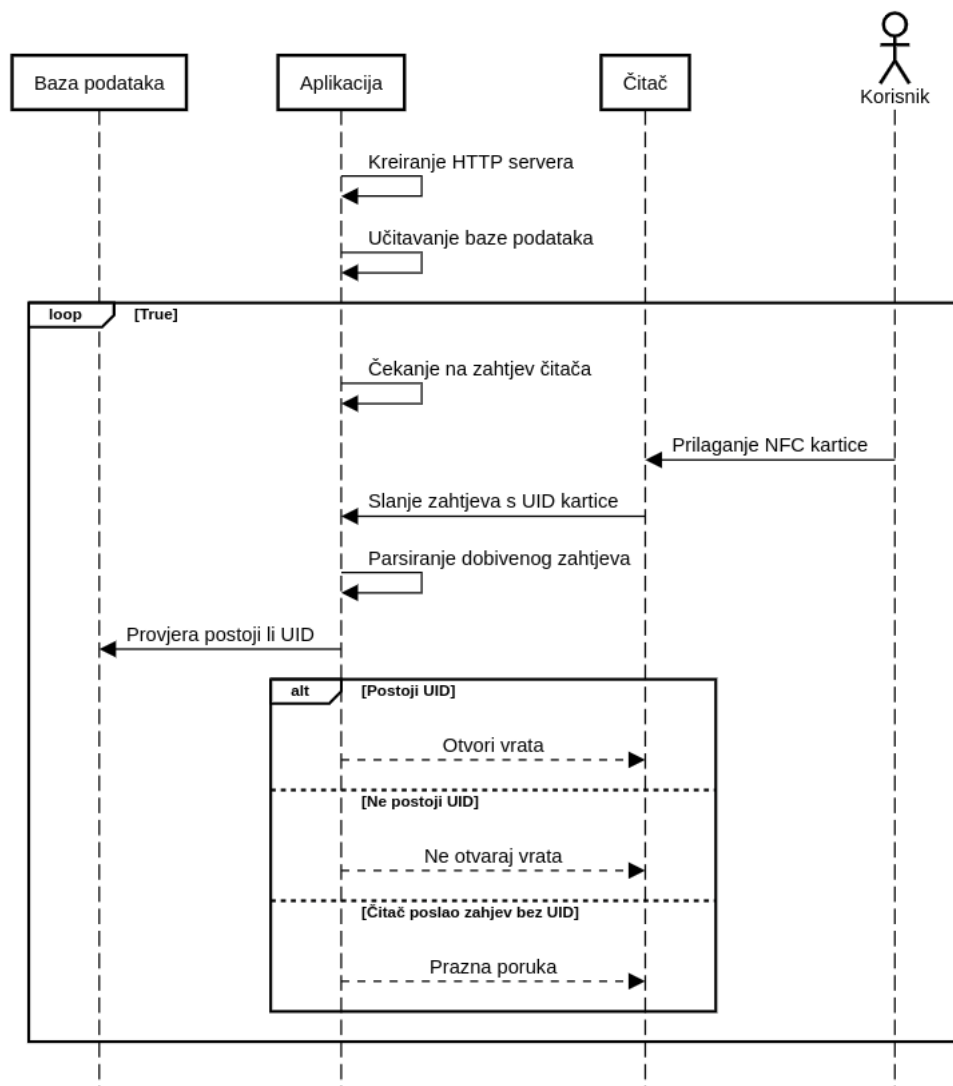 Baza podataka
Aplikacija
Čitač
Korisnik
Kreiranje HTTP servera
Učitavanje baze podataka
loop
[True]
Čekanje na zahtjev čitača
Prilaganje NFC kartice
Slanje zahtjeva s UID kartice
Parsiranje dobivenog zahtjeva
Provjera postoji li UID
alt
[Postoji UID]
Otvori vrata
[Ne postoji UID]
Ne otvaraj vrata
[Čitač poslao zahjev bez UID]
Prazna poruka